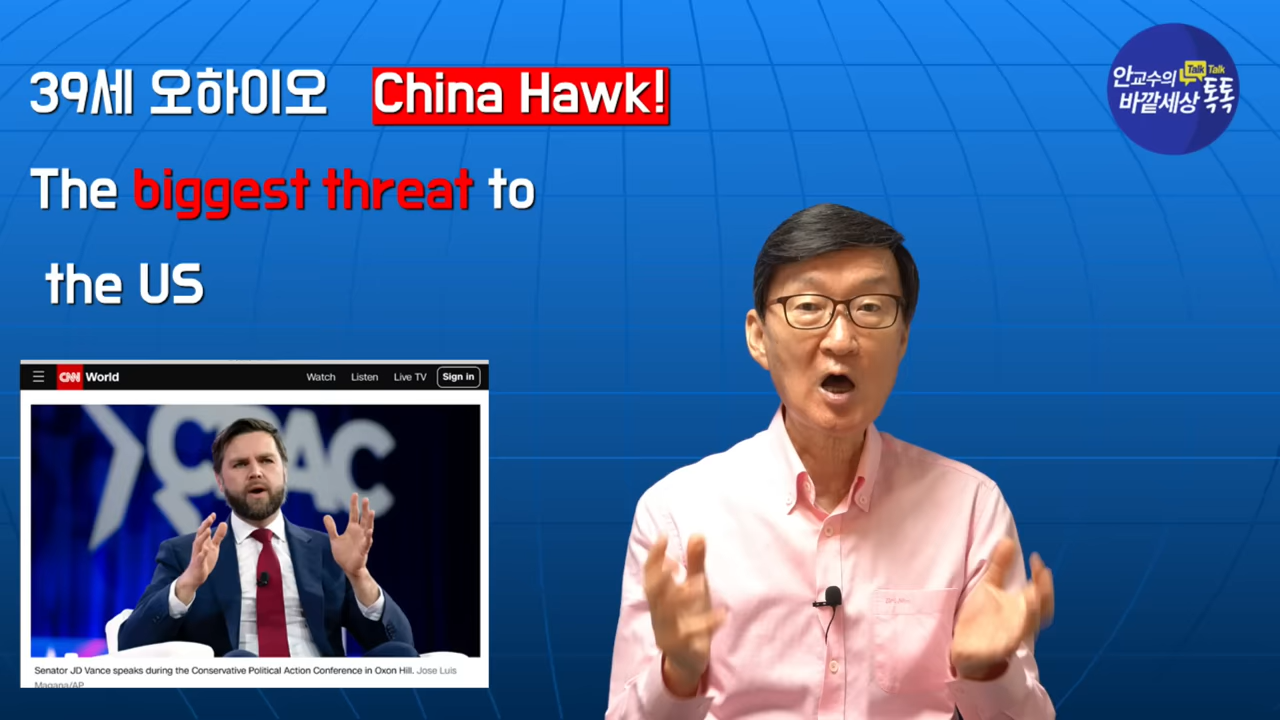 39세 오하이오 China Hawk!
The biggest threat to
the US
안교수의 Talk Talk
바깥세상 톡톡
CNN World Watch Listen Live TV Sign in
CPAC
Senator JD Vance speaks during the Conservative Political Action Conference in Oxon Hill. Jose Luis
Magana/AP